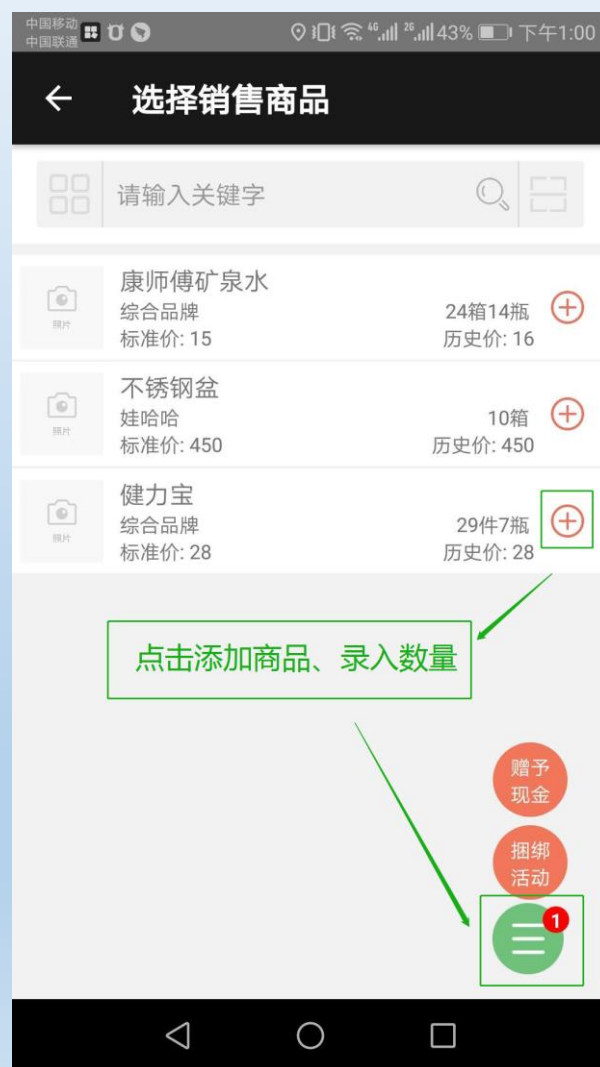 中国移动
中国联通
4G 2G 43% 下午1:00
选择销售商品
请输入关键字
照片
康师傅矿泉水
综合品牌
24箱14瓶
标准价: 15
历史价: 16
照片
不锈钢盆
娃哈哈
10箱
标准价: 450
历史价: 450
照片
健力宝
综合品牌
29件7瓶
标准价: 28
历史价: 28
点击添加商品、录入数量
赠予
现金
捆绑
活动
1